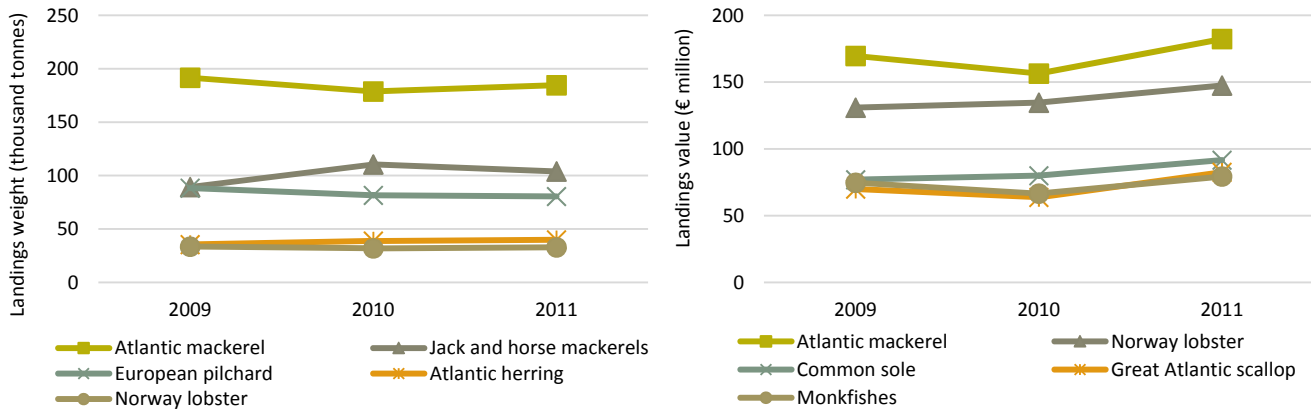 Landings weight (thousand tonnes)
250
200
150
100
50
0
2009 2010 2011
Atlantic mackerel Jack and horse mackerels
European pilchard Atlantic herring
Norway lobster
Landings value (€ million)
200
150
100
50
0
2009 2010 2011
Atlantic mackerel Norway lobster
Common sole Great Atlantic scallop
Monkfishes